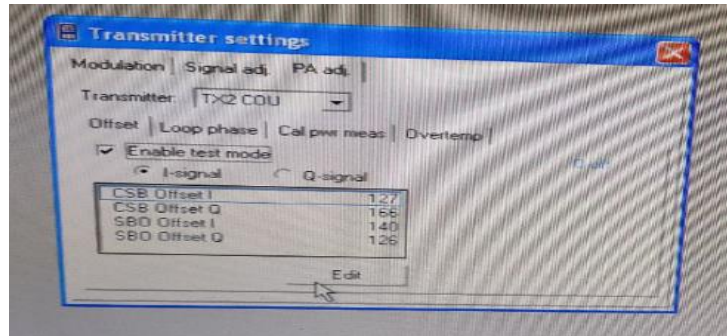 Transmitter settings
Modulation Signal adj. PA adj.
Transmitter: TX2 COU
Offset Loop phase Cal pwr meas Overtemp
Enable test mode
I-signal Q-signal
CSB Offset I 127
CSB Offset Q 166
SBO Offset I 140
SBO Offset Q 126
Edit